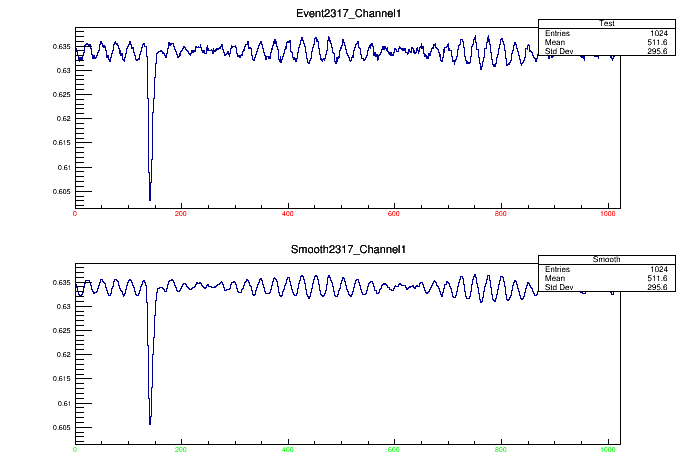 Event2317_Channel1
Test
Entries 1024
Mean 511.6
Std Dev 295.6
0.635
0.63
0.625
0.62
0.615
0.61
0.605
0 200 400 600 800 1000
Smooth2317_Channel1
Smooth
Entries 1024
Mean 511.6
Std Dev 295.6
0.635
0.63
0.625
0.62
0.615
0.61
0.605
0 200 400 600 800 1000